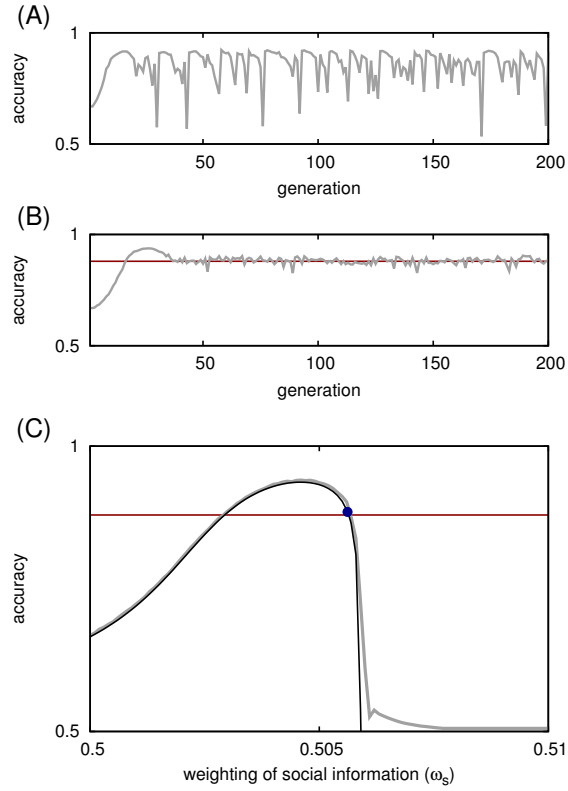 (A)
1
accuracy
0.5
50
100
150
200
generation
(B)
1
accuracy
0.5
50
100
150
200
generation
(C)
1
accuracy
0.5
0.5
0.505
0.51
weighting of social information (ωs)